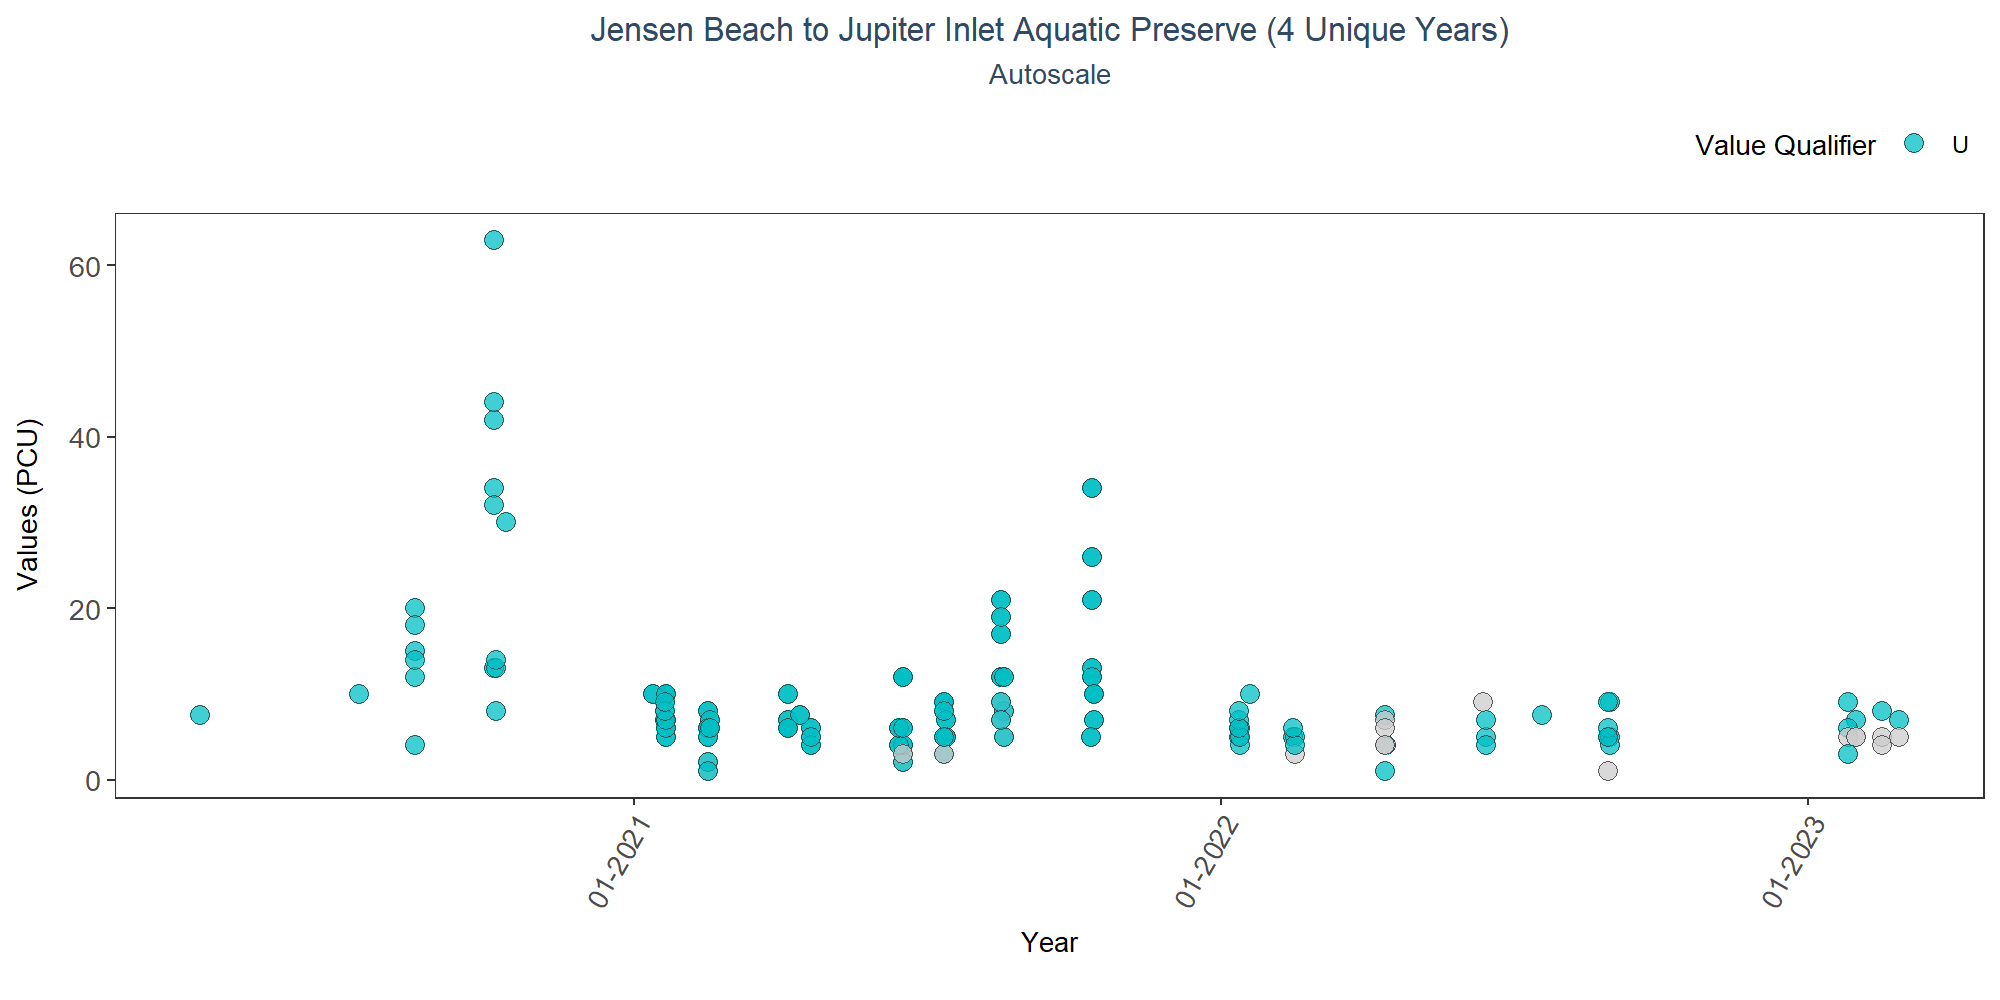 Jensen Beach to Jupiter Inlet Aquatic Preserve (4 Unique Years)
Autoscale
Value Qualifier U
Values (PCU)
60
40
20
0
01-2021
01-2022
01-2023
Year